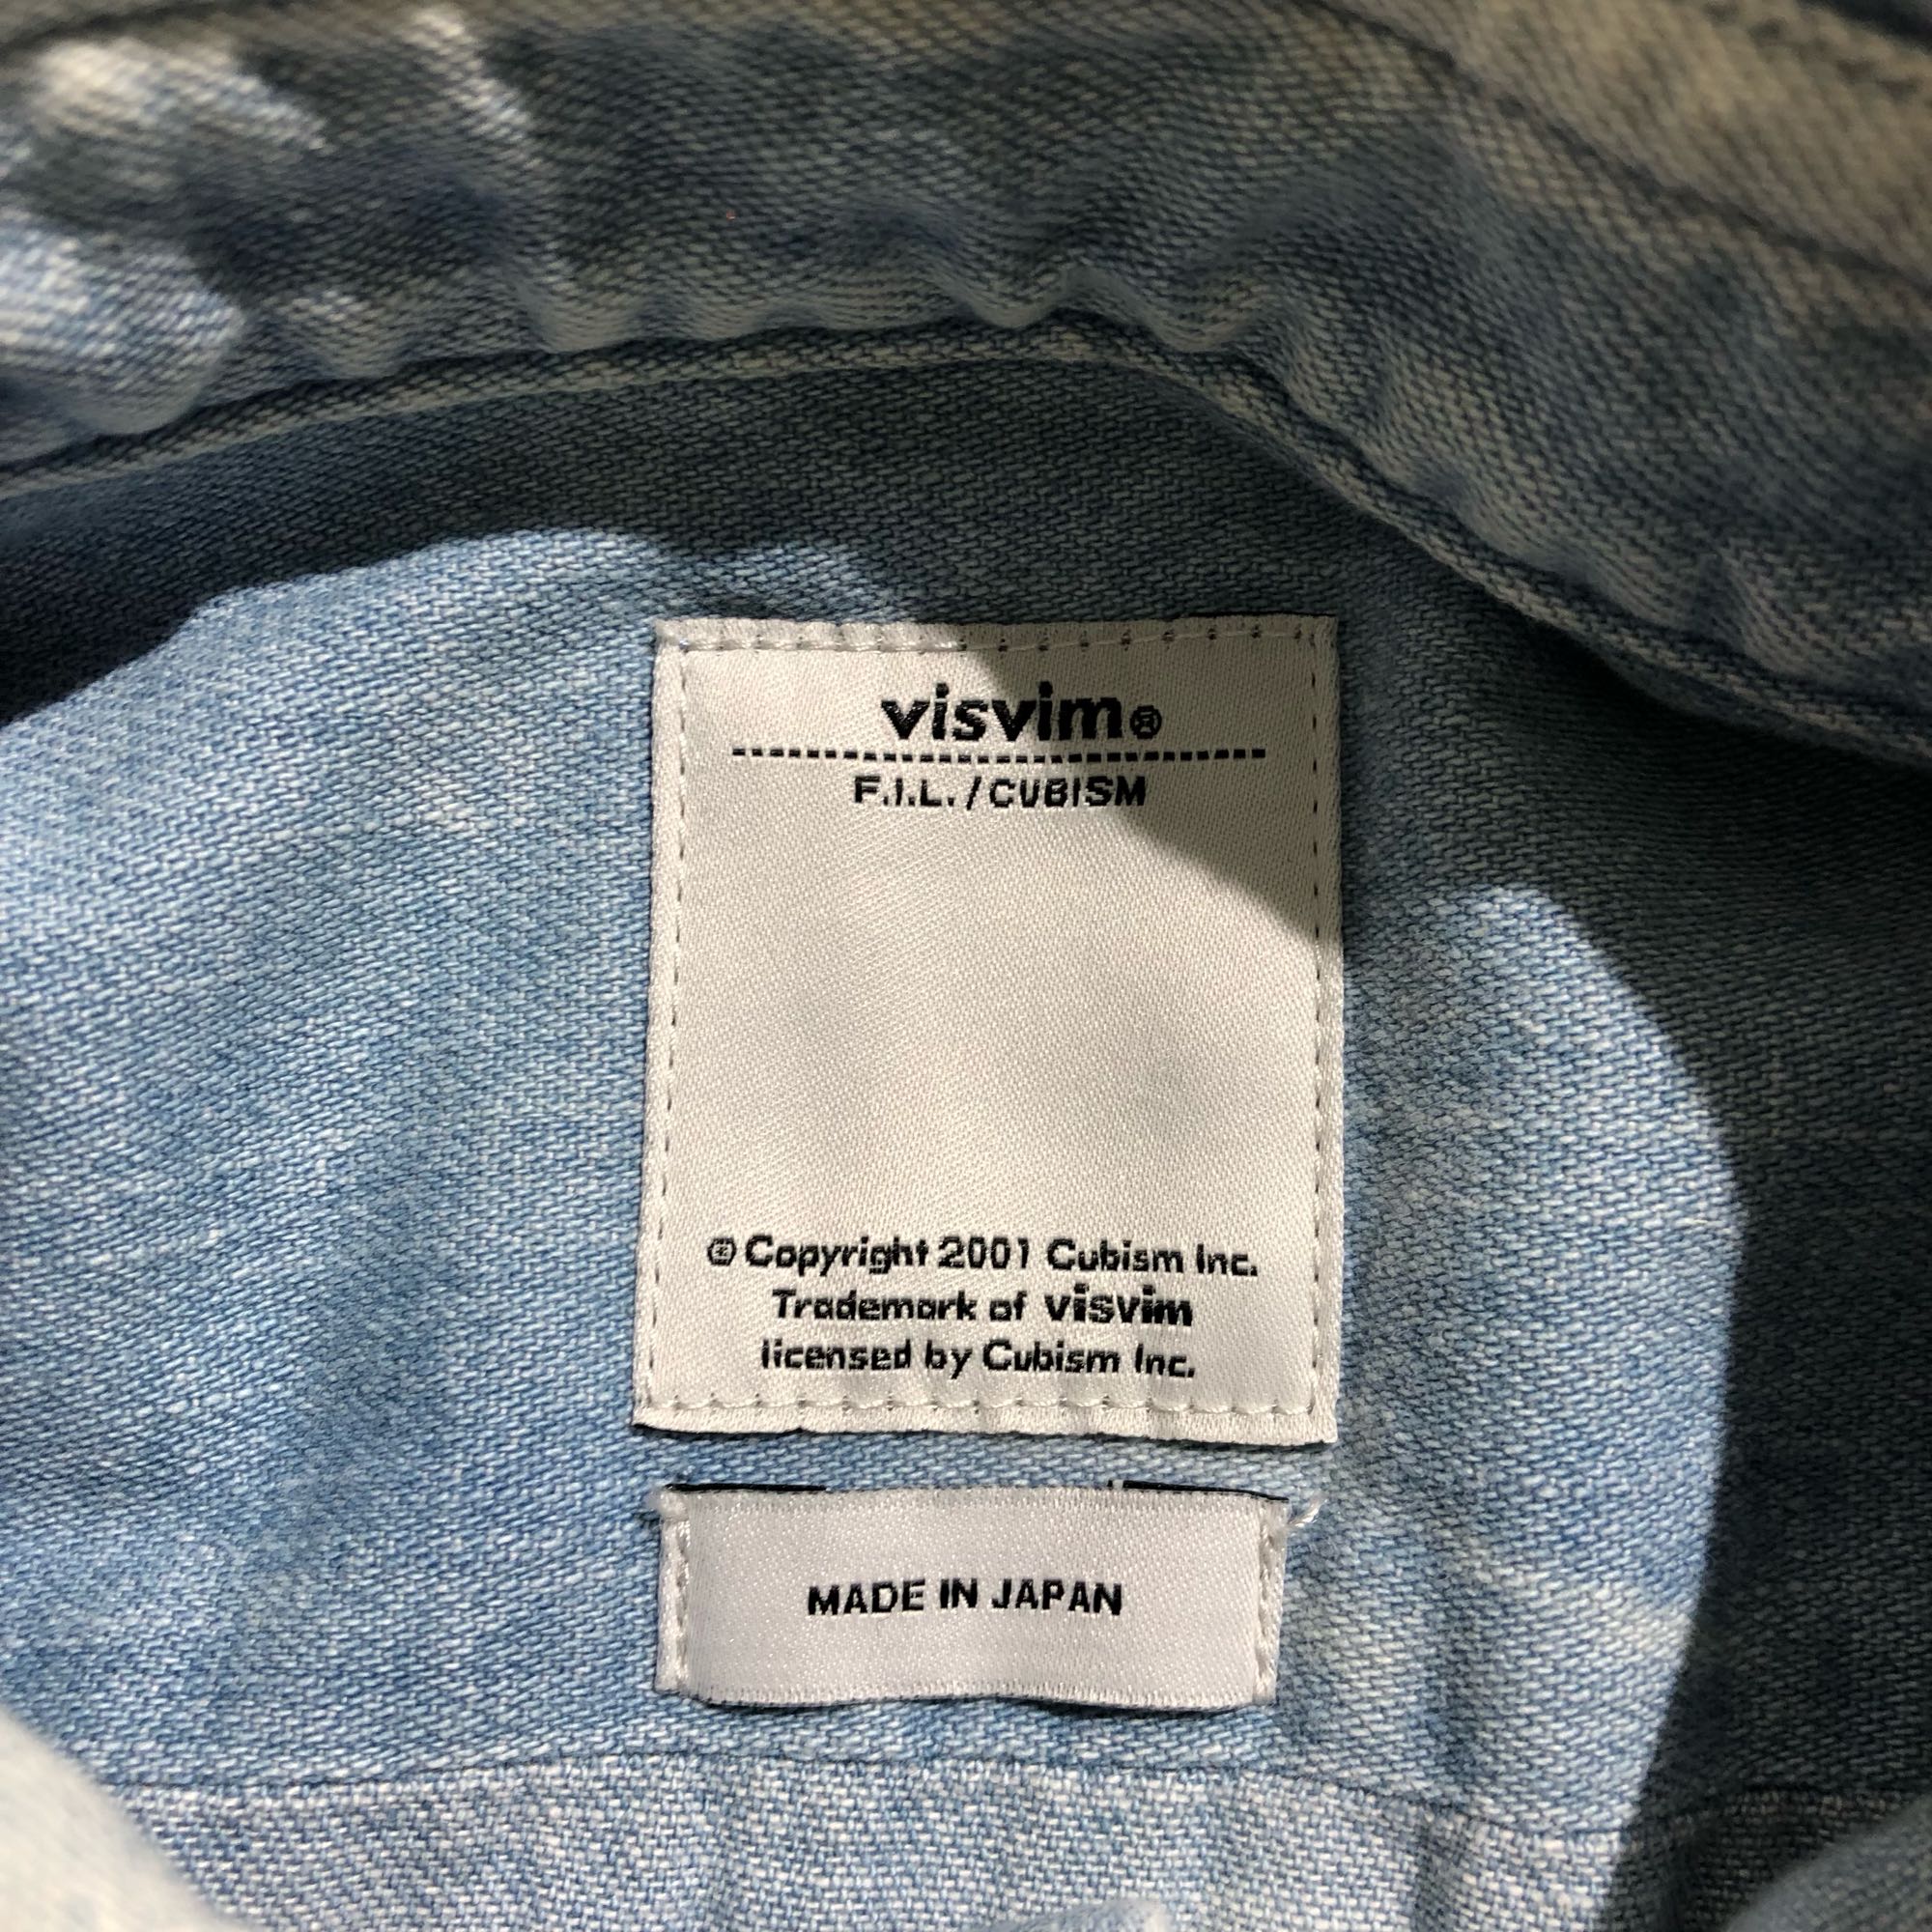 visvim®
F.I.L. / CUBISM
© Copyright 2001 Cubism Inc.
Trademark of visvim
licensed by Cubism Inc.
MADE IN JAPAN